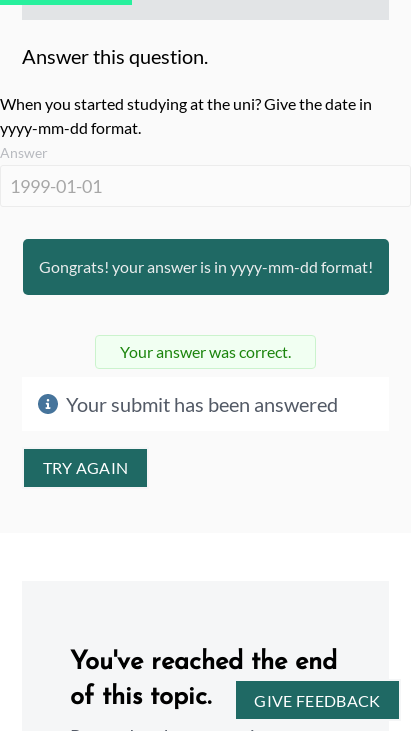 Answer this question.
When you started studying at the uni? Give the date in
yyyy-mm-dd format.
Answer
1999-01-01
Gongrats! your answer is in yyyy-mm-dd format!
Your answer was correct.
Your submit has been answered
TRY AGAIN
You've reached the end
of this topic.
GIVE FEEDBACK